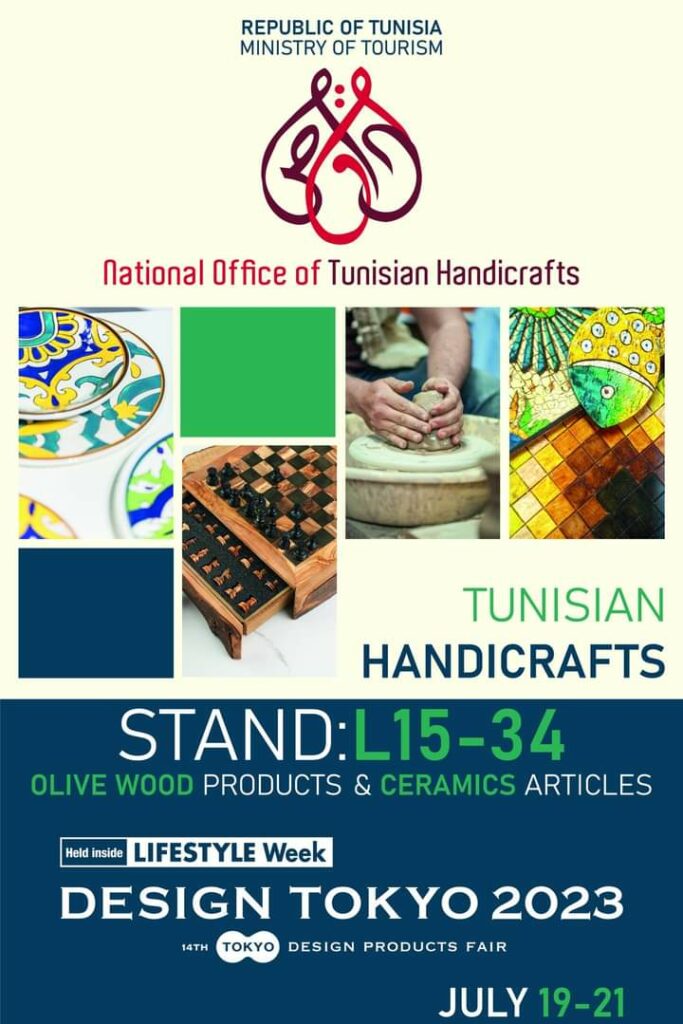 REPUBLIC OF TUNISIA
MINISTRY OF TOURISM
National Office of Tunisian Handicrafts
TUNISIAN
HANDICRAFTS
STAND:L15-34
OLIVE WOOD PRODUCTS & CERAMICS ARTICLES
Held inside LIFESTYLE Week
DESIGN TOKYO 2023
14TH TOKYO DESIGN PRODUCTS FAIR
JULY 19-21